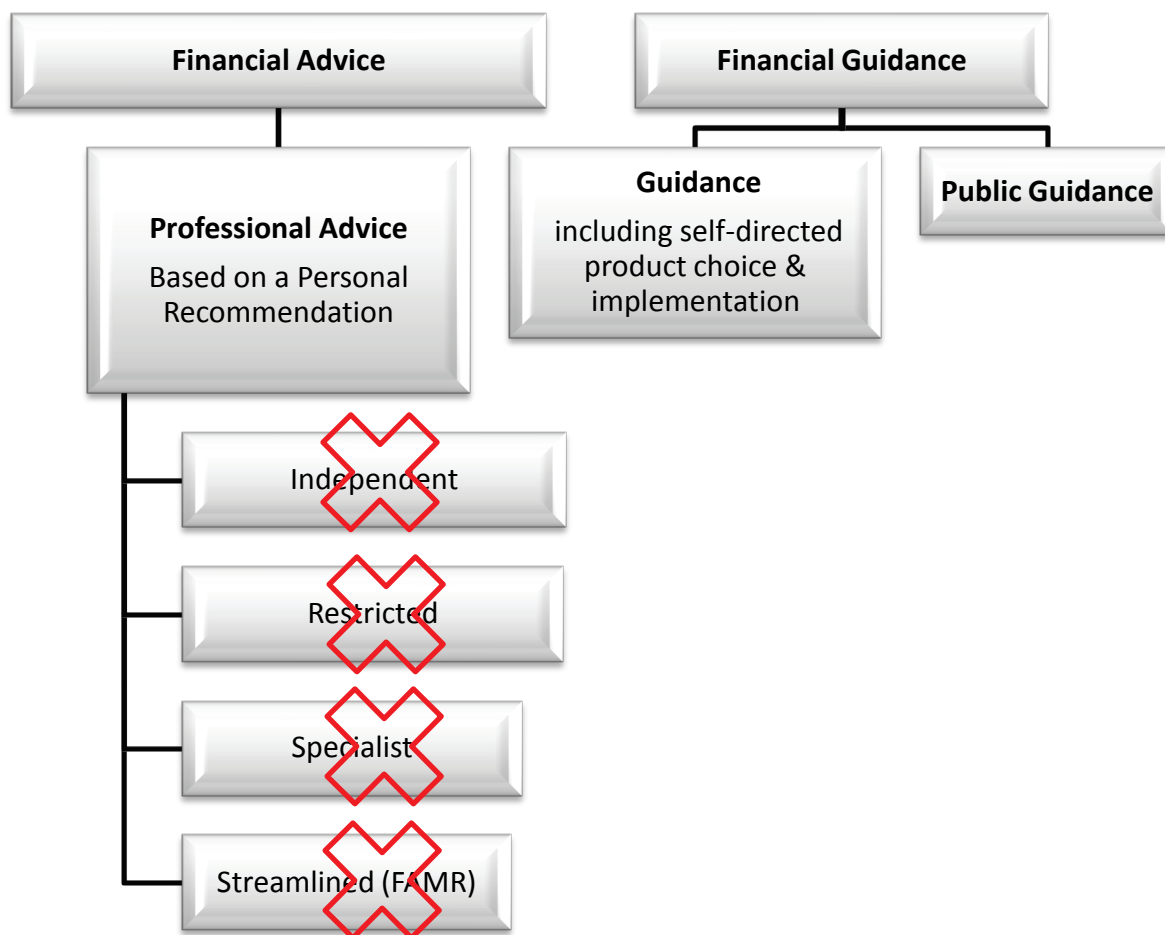 Financial Advice
Financial Guidance
Professional Advice
Based on a Personal
Recommendation
Guidance
including self-directed
product choice &
implementation
Public Guidance
Independent
Restricted
Specialist
Streamlined (FAMR)